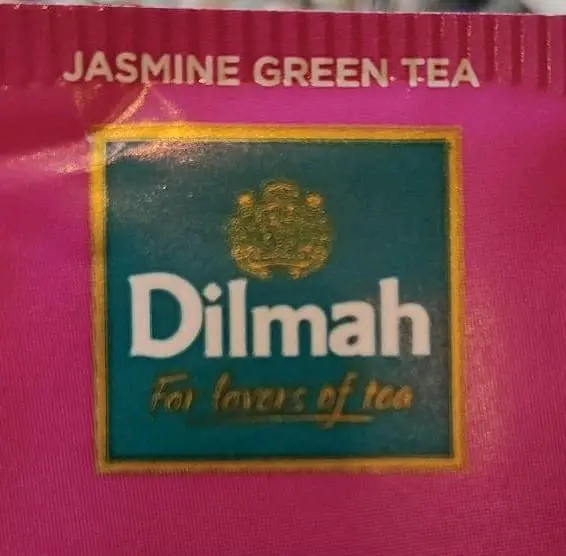 JASMINE GREEN TEA
Dilmah
For lovers of tea